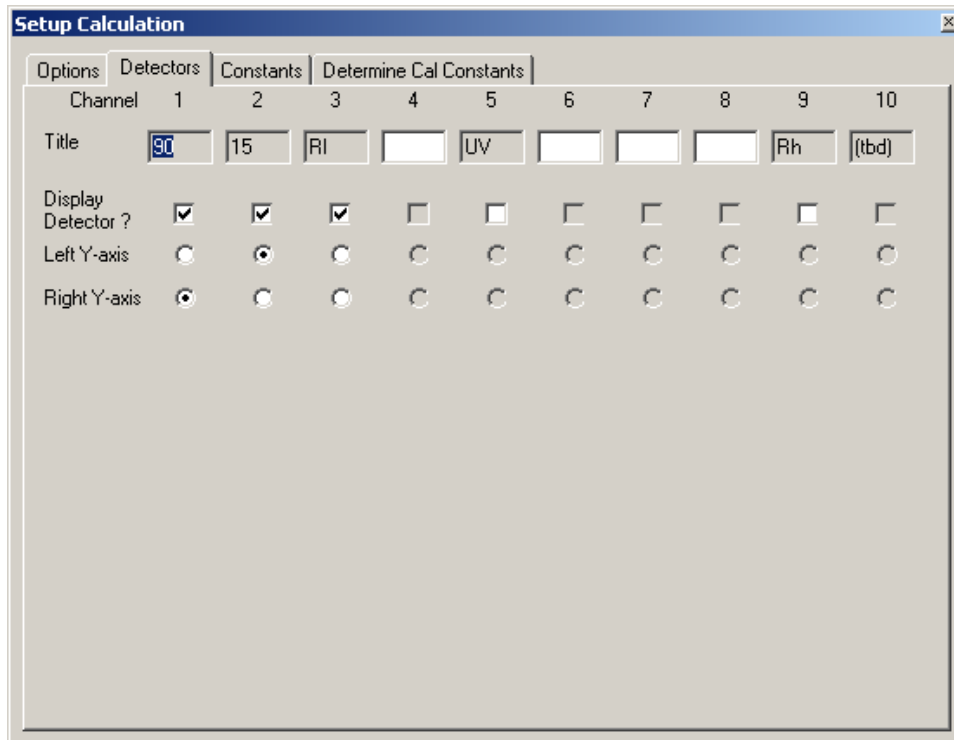 Setup Calculation
Options Detectors Constants Determine Cal Constants
Channel 1 2 3 4 5 6 7 8 9 10
Title 90 15 RI UV Rh (tbd)
Display
Detector ?
Left Y-axis
Right Y-axis